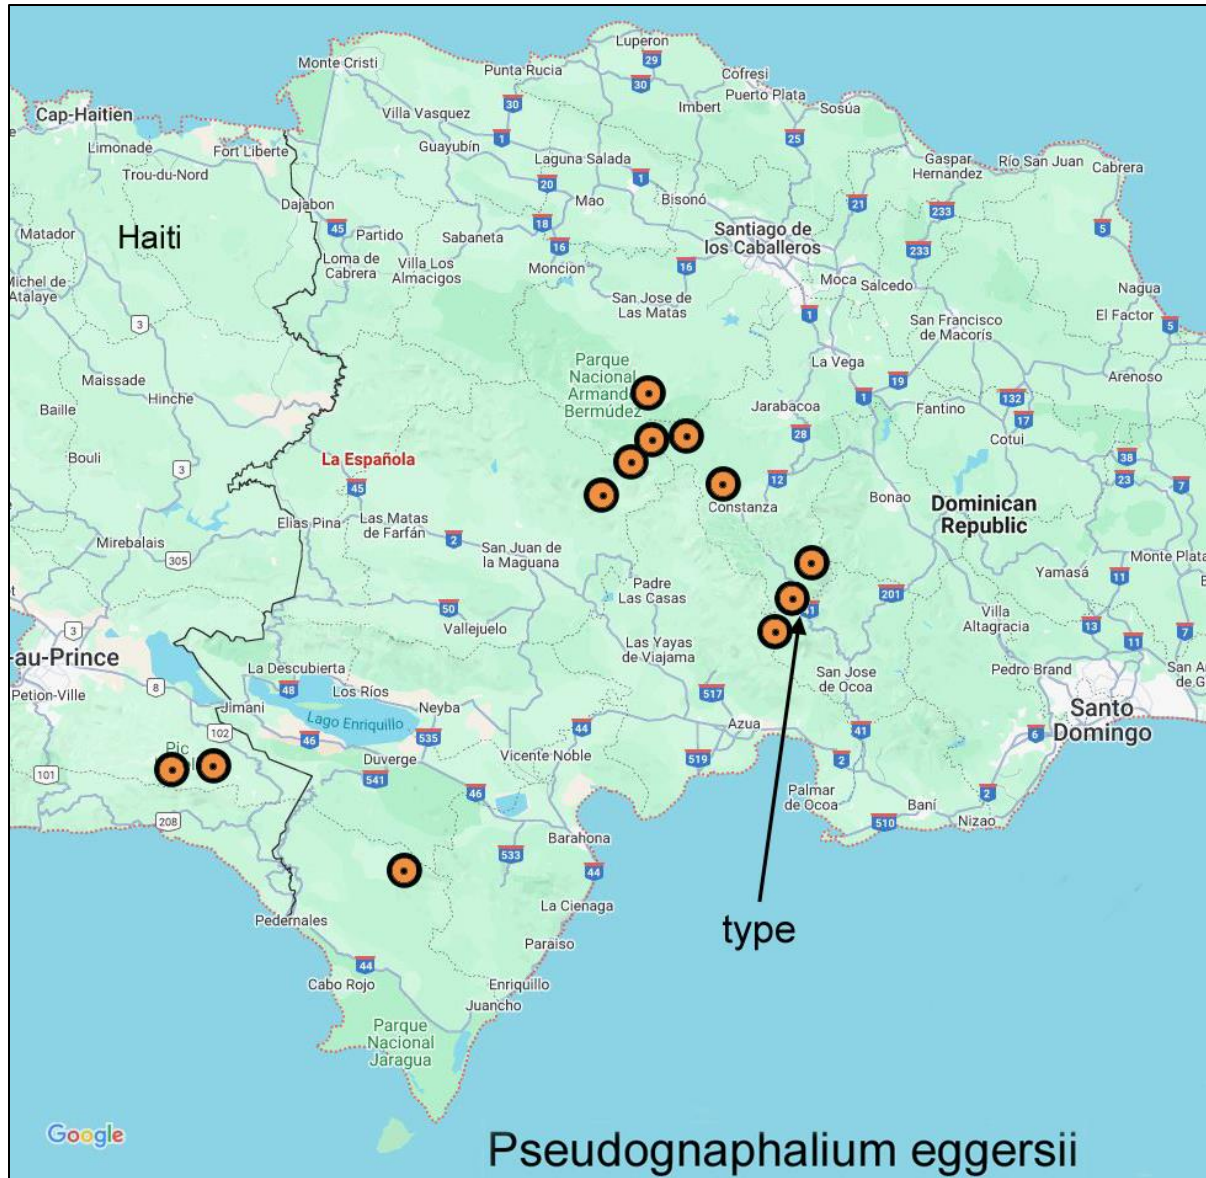 Luperon
29
Monte Cristi
Punta Rucia
30
Cofresi
Puerto Plata
Imbert
Sosúa
30
Cap-Haitien
Villa Vasquez
Limonade
Fort Liberte
Guayubín
1
25
Gaspar
Hernandez
Río San Juan
Cabrera
Trou-du-Nord
Laguna Salada
1
20
Mao
Bisonó
21
233
Dajabon
45
Partido
Sabaneta
18
Santiago de
los Caballeros
5
Haiti
Matador
Loma de
Cabrera
Villa Los
Almacigos
16
Moncion
16
233
Moca
Salcedo
Michel de
Atalaye
San Jose de
Las Matas
Nagua
El Factor
3
1
San Francisco
de Macorís
5
Parque
Nacional
Armando
Bermúdez
La Vega
Maissade
Hinche
19
Arenoso
Baille
Jarabacoa
1
Fantino
132
17
28
Cotui
Bouli
3
La Española
38
45
12
23
7
Constanza
Bonao
Dominican
Republic
Elias Pina
Las Matas
de Farfán
2
Mirebalais
305
San Juan de
la Maguana
Monte Plata
Padre
Las Casas
Yamasá
11
201
50
41
Vallejuelo
Villa
Altagracia
13
11
7
3
Las Yayas
de Viajama
-au-Prince
La Descubierta
San Jose
de Ocoa
Pedro Brand
Petion-Ville
8
48
Los Ríos
Neyba
517
Jimani
Lago Enriquillo
Azua
Santo
Domingo
102
46
535
44
41
6
Pic
Vicente Noble
519
101
Duverge
541
2
46
Palmar
de Ocoa
Baní
2
208
510
Nizao
Barahona
533
44
La Cienaga
Pedernales
type
Paraiso
44
Cabo Rojo
Enriquillo
Juancho
Parque
Nacional
Jaragua
Google
Pseudognaphalium eggersii